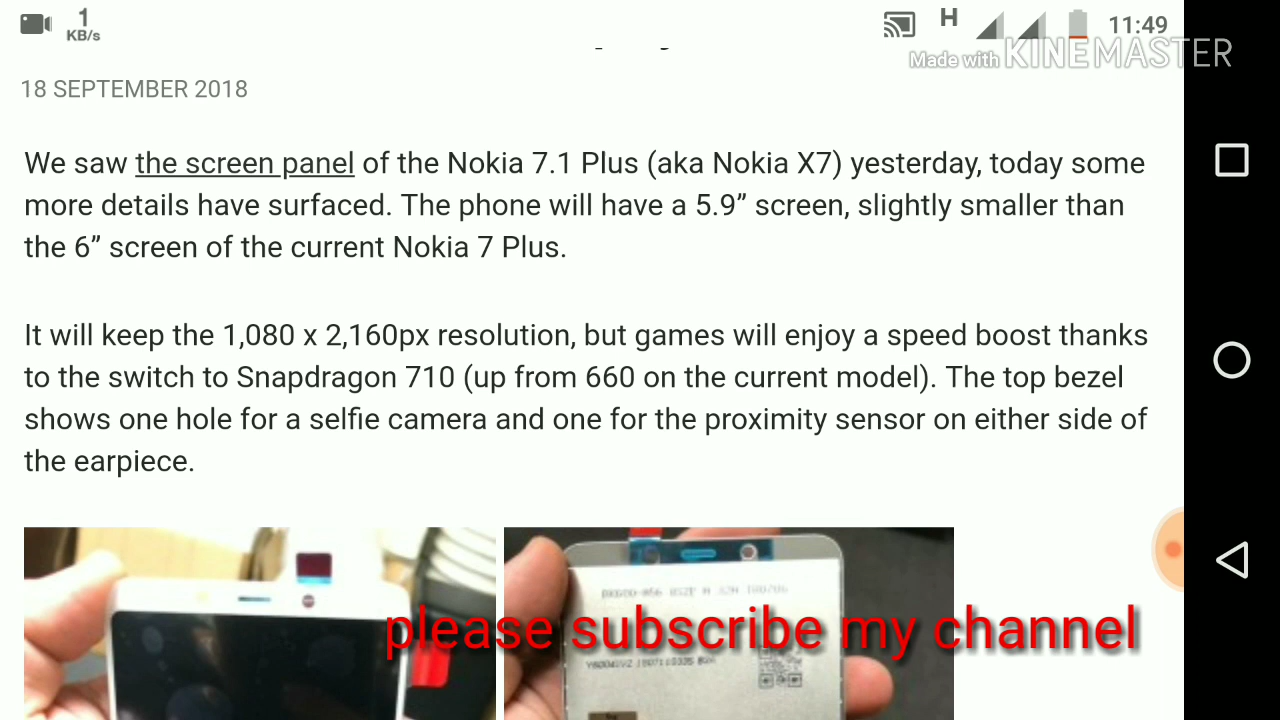 1
KB/s
H
11:49
Made with KINEMASTER
18 SEPTEMBER 2018
We saw the screen panel of the Nokia 7.1 Plus (aka Nokia X7) yesterday, today some
more details have surfaced. The phone will have a 5.9” screen, slightly smaller than
the 6” screen of the current Nokia 7 Plus.
It will keep the 1,080 x 2,160px resolution, but games will enjoy a speed boost thanks
to the switch to Snapdragon 710 (up from 660 on the current model). The top bezel
shows one hole for a selfie camera and one for the proximity sensor on either side of
the earpiece.
please subscribe my channel